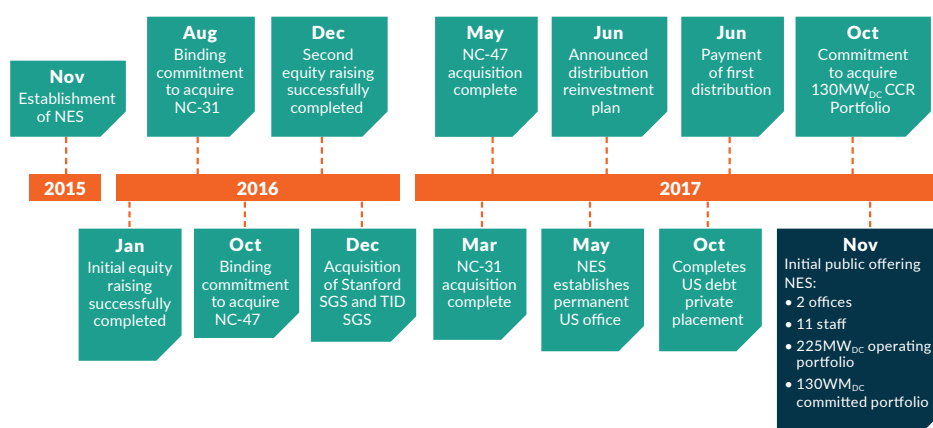 Nov
Establishment
of NES
Aug
Binding
commitment
to acquire
NC-31
Dec
Second
equity raising
successfully
completed
May
NC-47
acquisition
complete
Jun
Announced
distribution
reinvestment
plan
Jun
Payment
of first
distribution
Oct
Commitment
to acquire
130MWDC CCR
Portfolio
2015
2016
2017
Jan
Initial equity
raising
successfully
completed
Oct
Binding
commitment
to acquire
NC-47
Dec
Acquisition
of Stanford
SGS and TID
SGS
Mar
NC-31
acquisition
complete
May
NES
establishes
permanent
US office
Oct
Completes
US debt
private
placement
Nov
Initial public offering
NES:
• 2 offices
• 11 staff
• 225MWDC operating
portfolio
• 130WMDC
committed portfolio